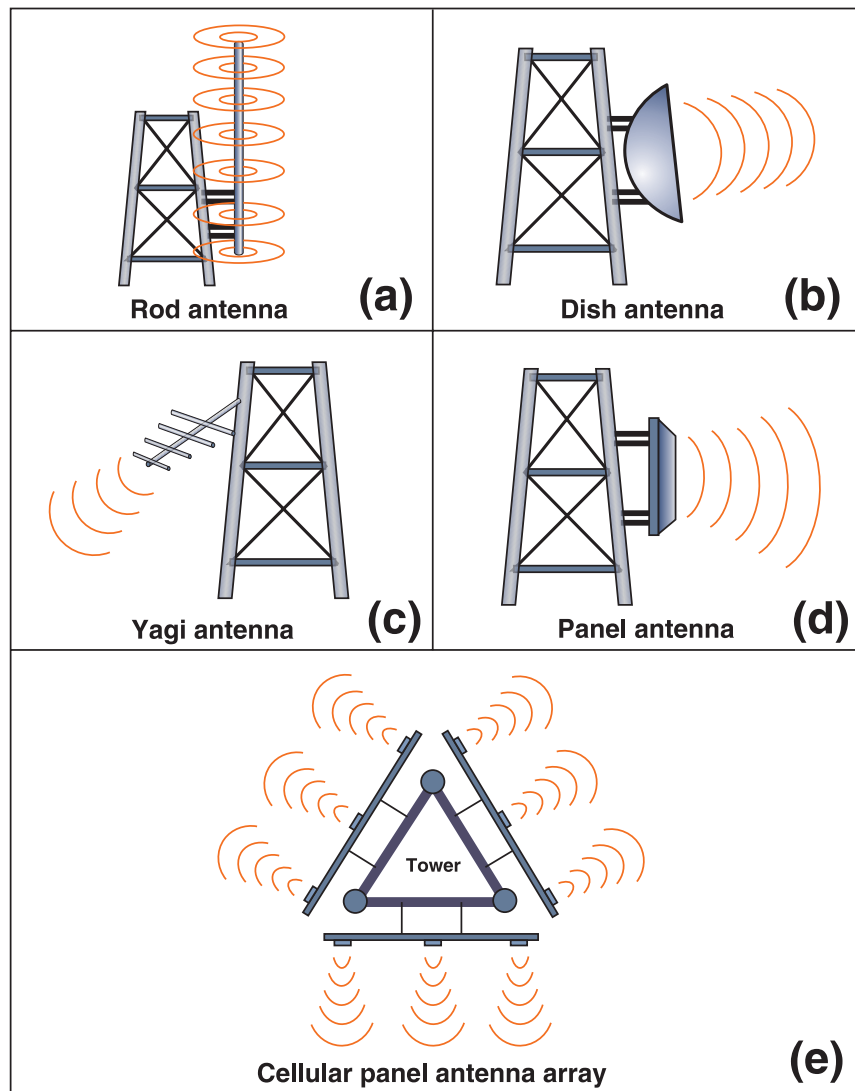 (a)
Rod antenna
(b)
Dish antenna
(c)
Yagi antenna
(d)
Panel antenna
Tower
(e)
Cellular panel antenna array